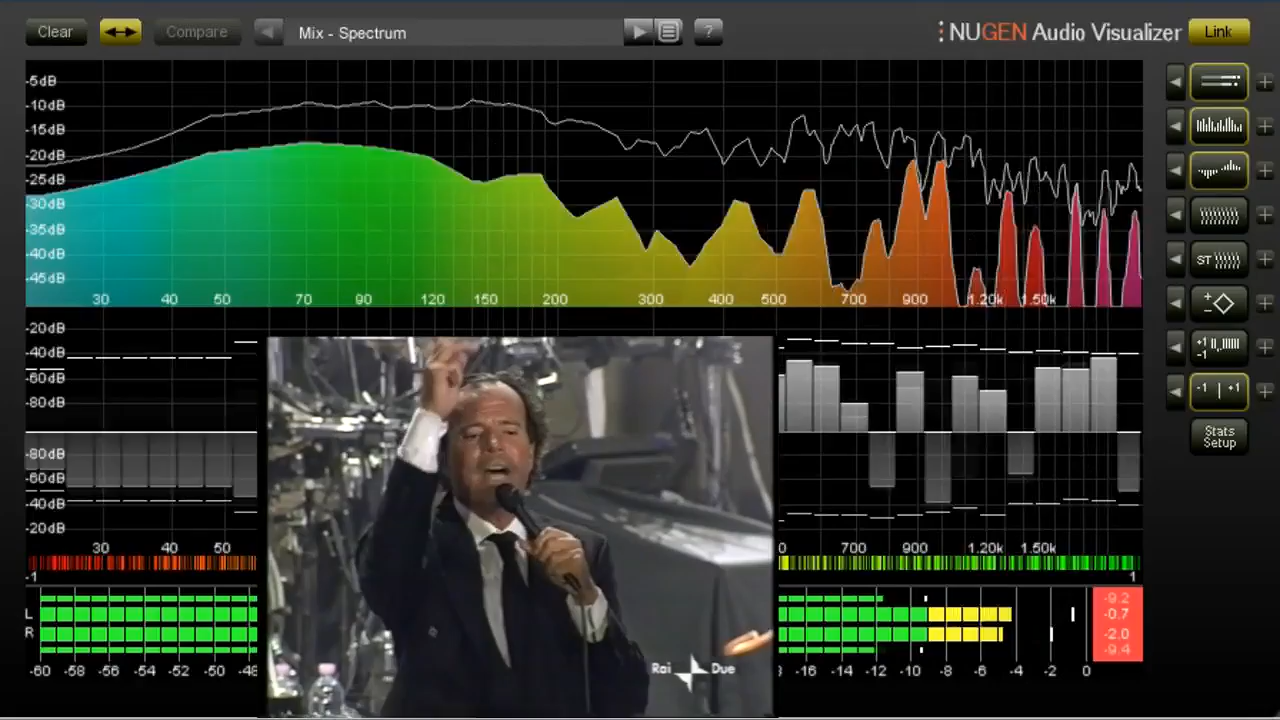 Clear Compare Mix - Spectrum ? NUGEN Audio Visualizer Link
-5dB
-10dB
-15dB
-20dB
-25dB
-30dB
-35dB
-40dB
-45dB
30 40 50 70 90 120 150 200 300 400 500 700 900 1.20k 1.50k
ST
+1
-1
-1 | +1
Stats
Setup
-20dB
-40dB
-60dB
-80dB
-80dB
-60dB
-40dB
-20dB
30 40 50 0 700 900 1.20k 1.50k
-1 1
L
R
-9.2
-0.7
-2.0
-9.4
Rai Due
-60 -58 -56 -54 -52 -50 -48 -16 -14 -12 -10 -8 -6 -4 -2 0